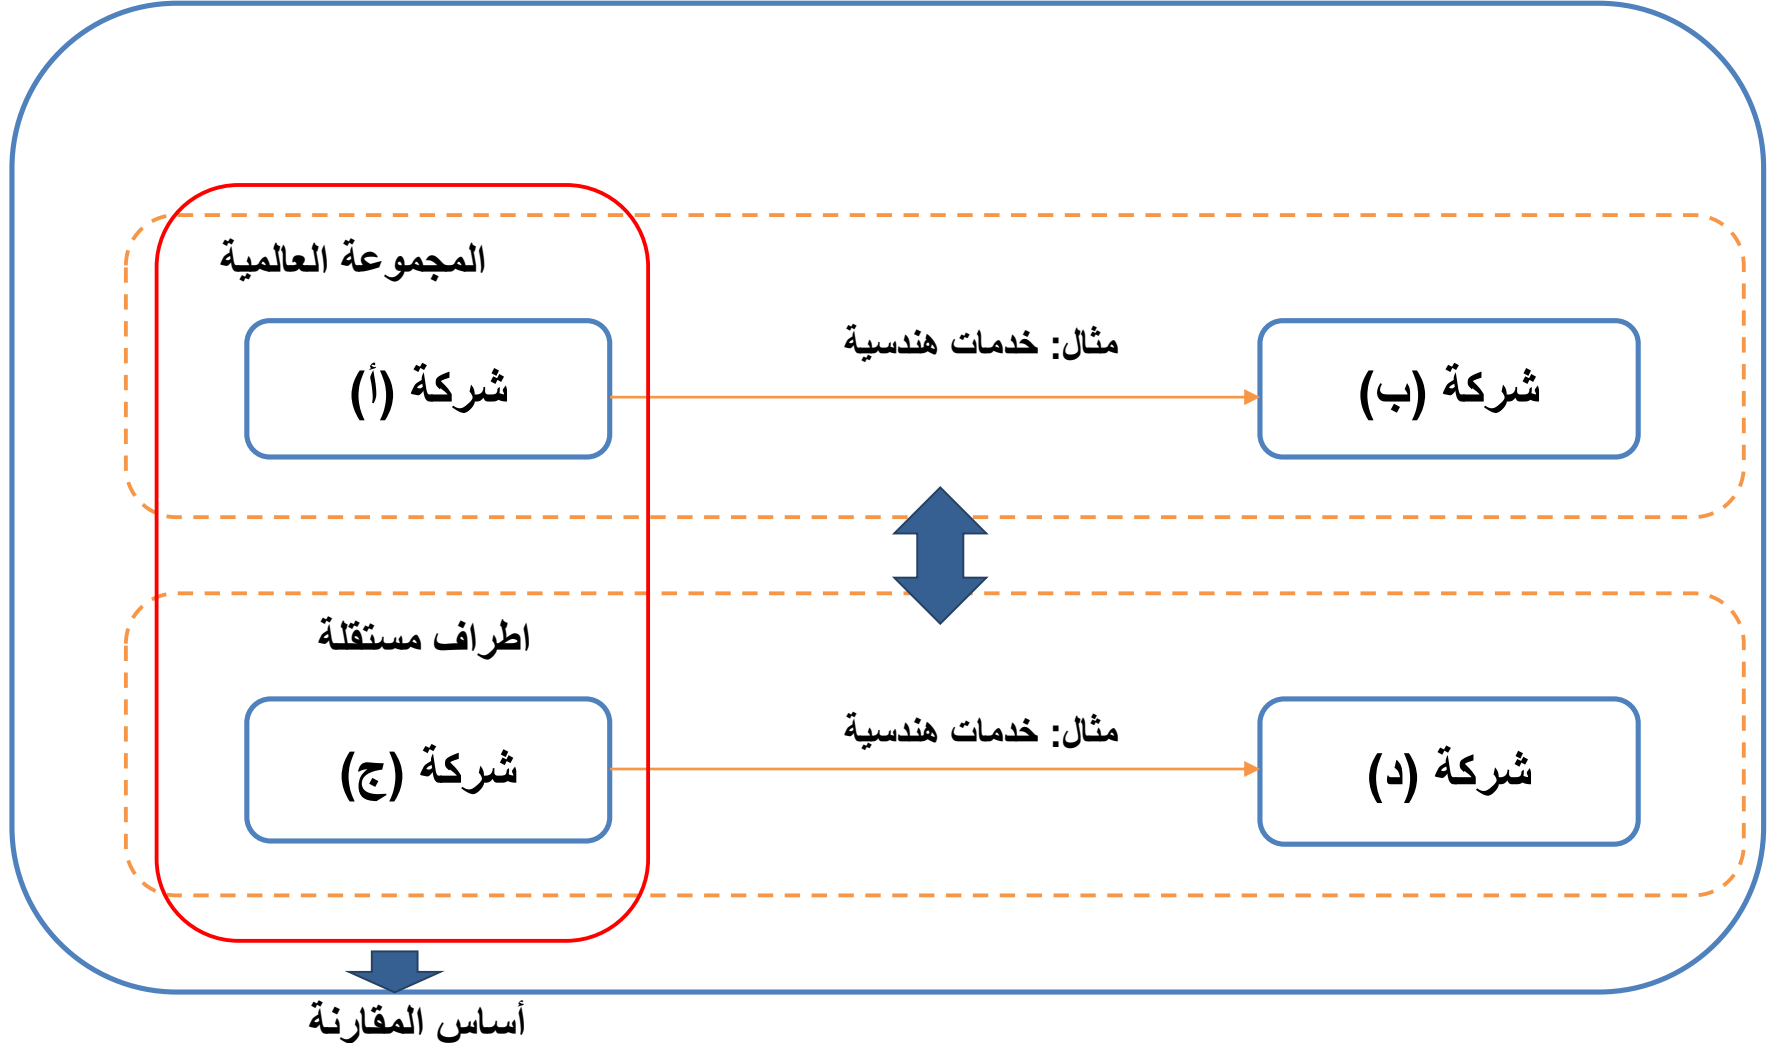 المجموعة العالمية
مثال: خدمات هندسية
شركة (أ)
شركة (ب)
اطراف مستقلة
مثال: خدمات هندسية
شركة (ج)
شركة (د)
أساس المقارنة